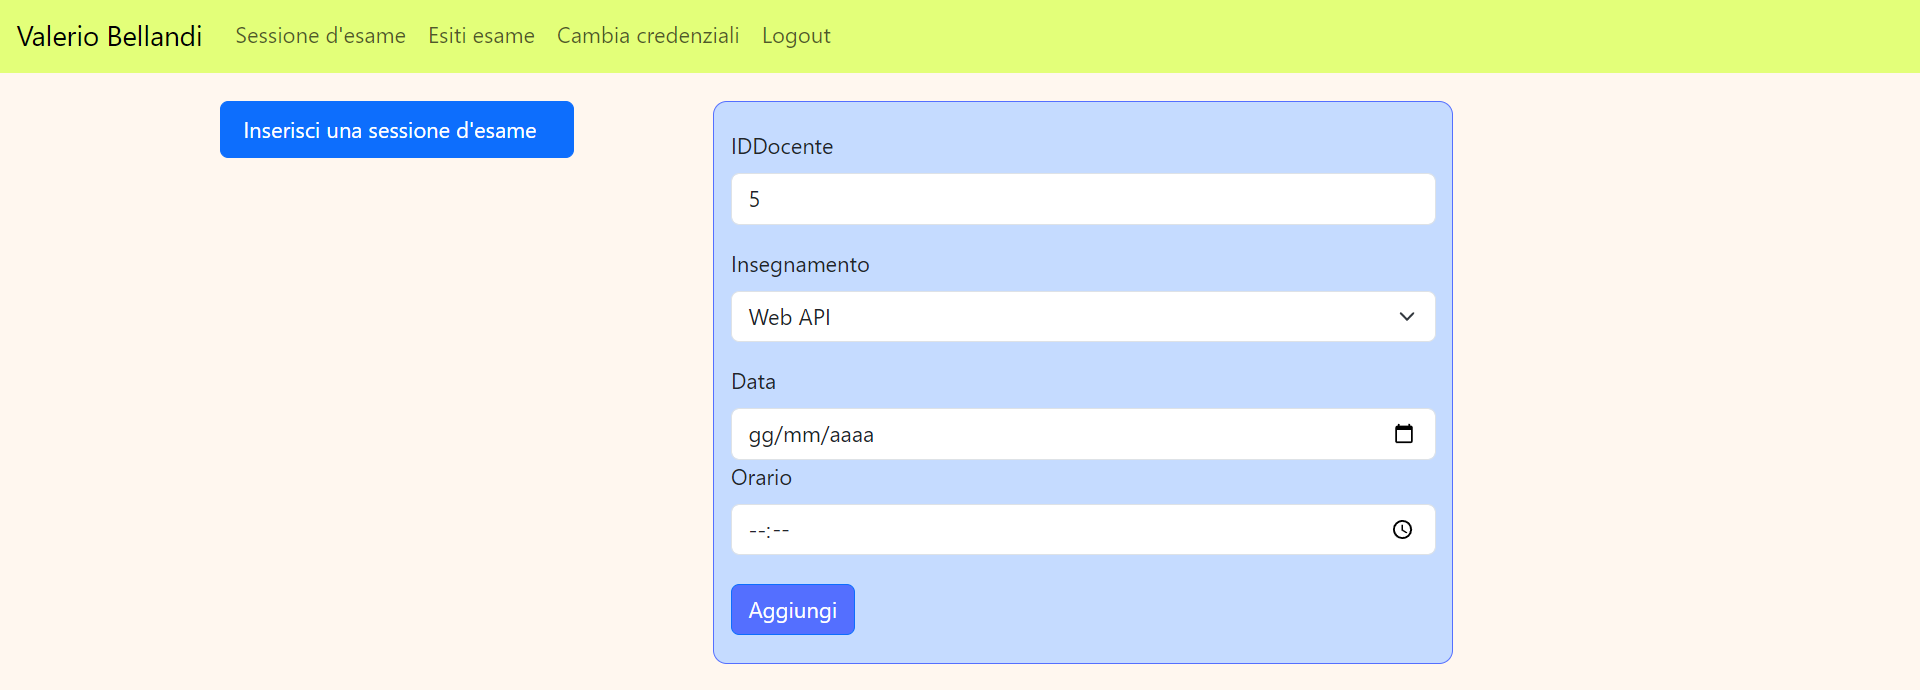 Valerio Bellandi Sessione d'esame Esiti esame Cambia credenziali Logout
Inserisci una sessione d'esame
IDDocente
5
Insegnamento
Web API
Data
gg/mm/aaaa
Orario
--:--
Aggiungi